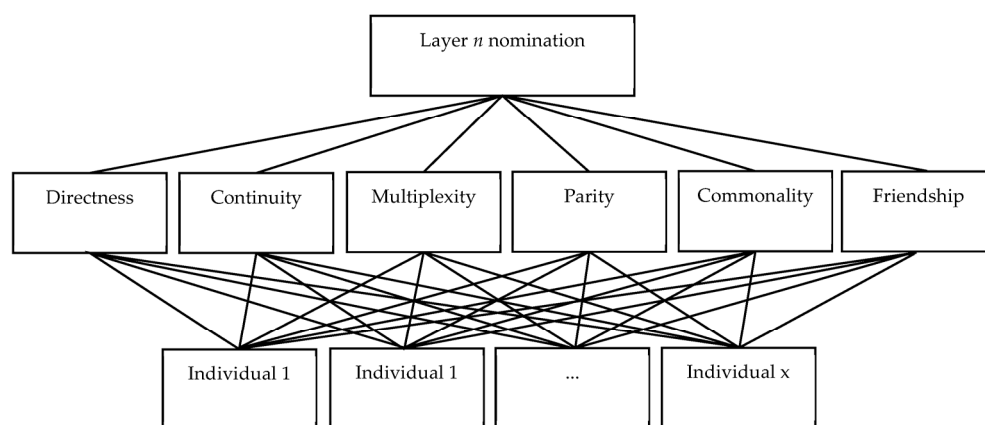 Layer n nomination
Directness Continuity Multiplexity Parity Commonality Friendship
Individual 1 Individual 1 ... Individual x